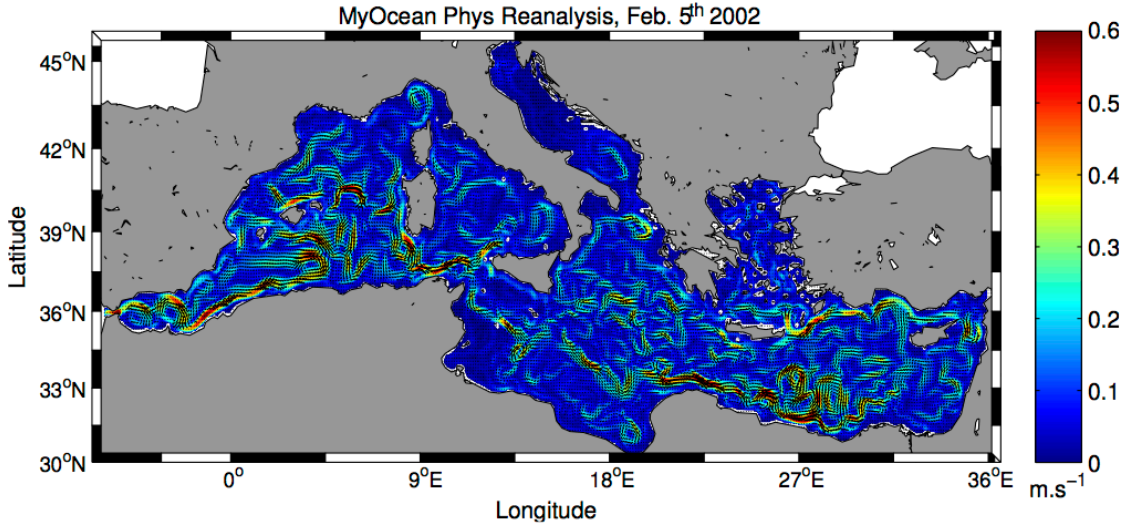 MyOcean Phys Reanalysis, Feb. 5th 2002
45°N
42°N
39°N
36°N
33°N
30°N
Latitude
0°
9°E
18°E
27°E
36°E
Longitude
0.6
0.5
0.4
0.3
0.2
0.1
0
m.s⁻¹